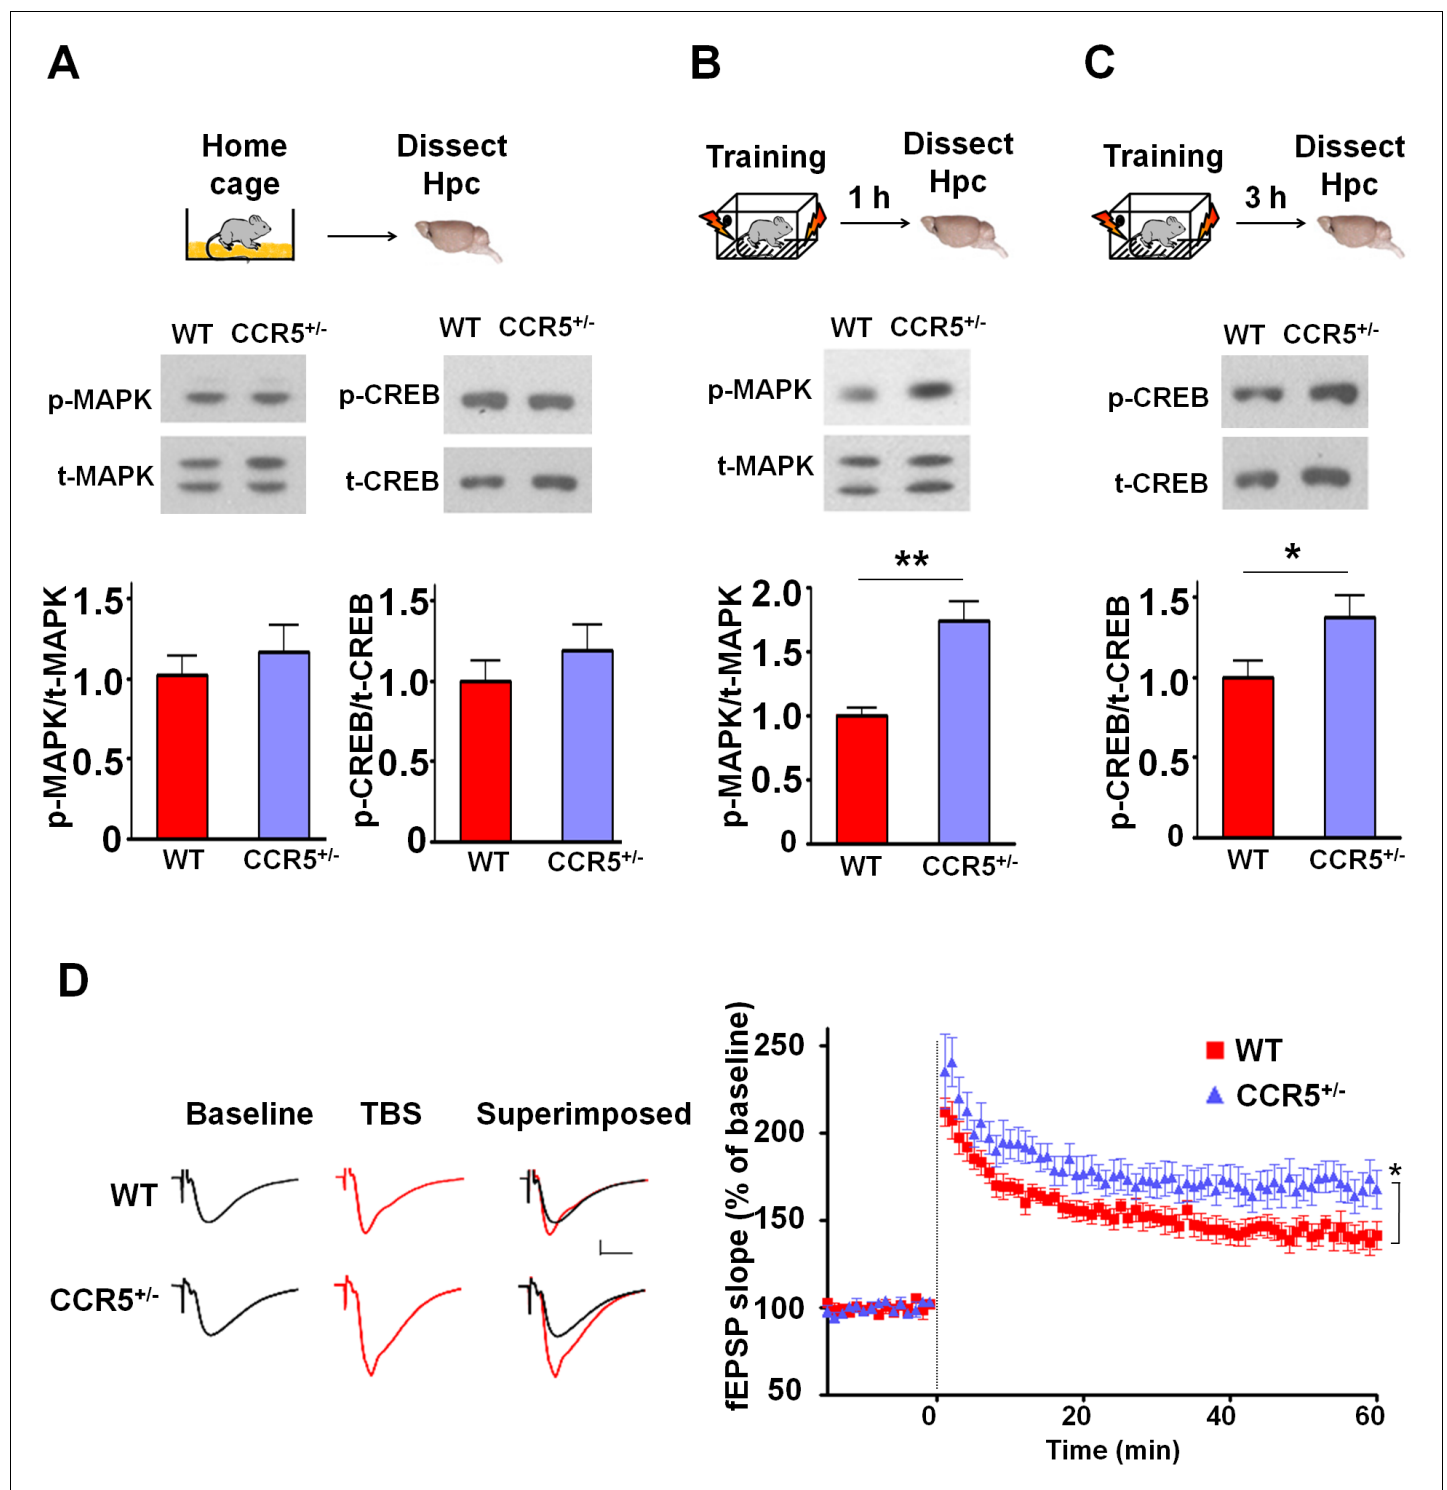 A
B
C
Home
cage
Dissect
Hpc
Training
1 h
Dissect
Hpc
Training
3 h
Dissect
Hpc
WT CCR5+/-
p-MAPK
t-MAPK
WT CCR5+/-
p-CREB
t-CREB
WT CCR5+/-
p-MAPK
t-MAPK
WT CCR5+/-
p-CREB
t-CREB
p-MAPK/t-MAPK
1.5
1.0
0.5
0
WT CCR5+/-
p-CREB/t-CREB
1.5
1.0
0.5
0
WT CCR5+/-
**
p-MAPK/t-MAPK
2.0
1.5
1.0
0.5
0
WT CCR5+/-
*
p-CREB/t-CREB
1.5
1.0
0.5
0
WT CCR5+/-
D
Baseline TBS Superimposed
WT
CCR5+/-
fEPSP slope (% of baseline)
250
200
150
100
50
WT
CCR5+/-
*
0 20 40 60
Time (min)